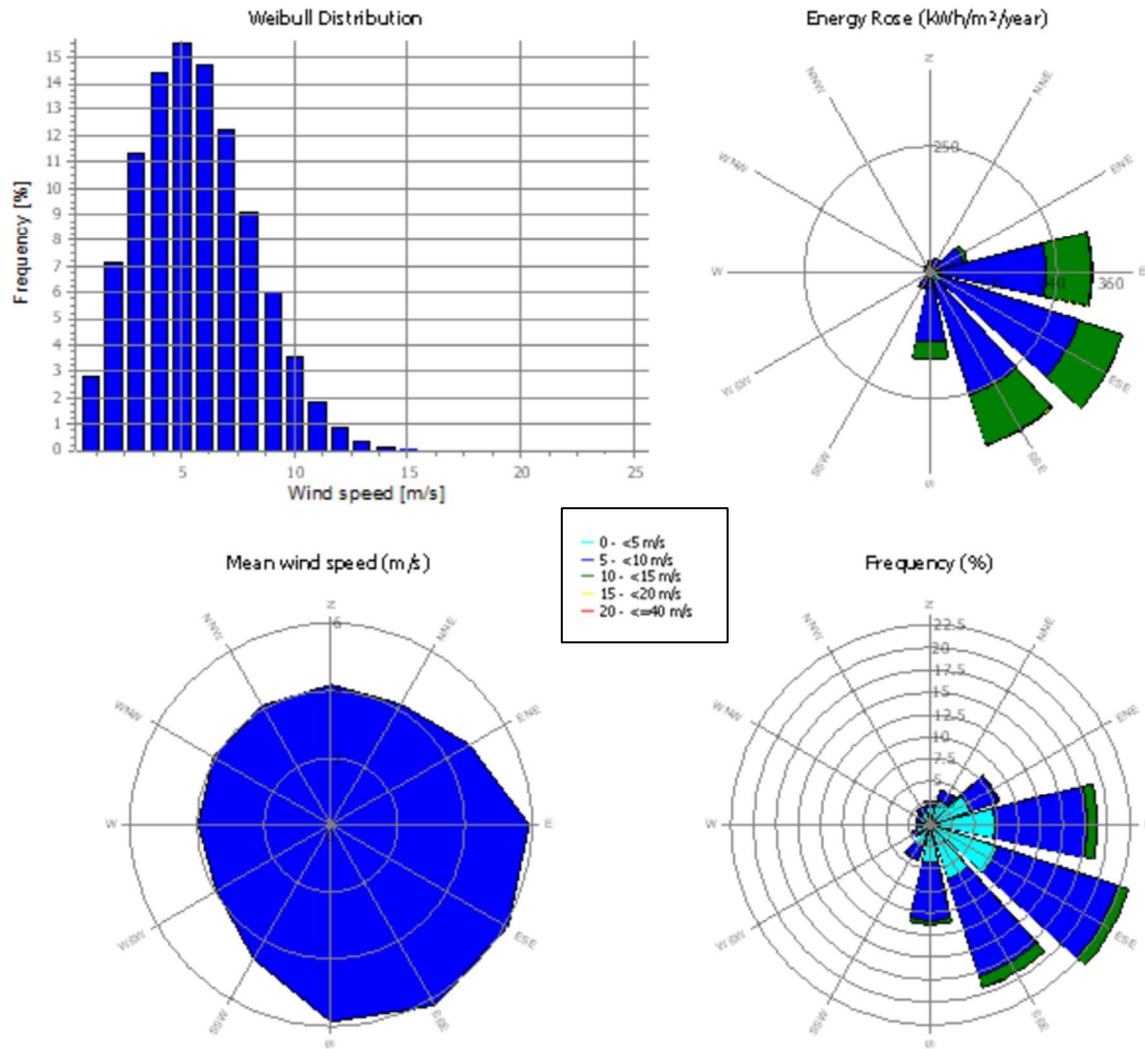 Weibull Distribution
Frequency [%]
15
14
13
12
11
10
9
8
7
6
5
4
3
2
1
0
5
10
15
20
25
Wind speed [m/s]
Energy Rose (kWh/m²/year)
N
NNE
ENE
E
ESE
SSE
S
SSW
WSW
W
WNW
NNW
250
360
0 - <5 m/s
5 - <10 m/s
10 - <15 m/s
15 - <20 m/s
20 - <=40 m/s
Mean wind speed (m/s)
N
NNE
ENE
E
ESE
SSE
S
SSW
WSW
W
WNW
NNW
6
Frequency (%)
N
NNE
ENE
ESE
SSE
S
SSW
WSW
W
WNW
NNW
22.5
20
17.5
15
12.5
10
7.5
5